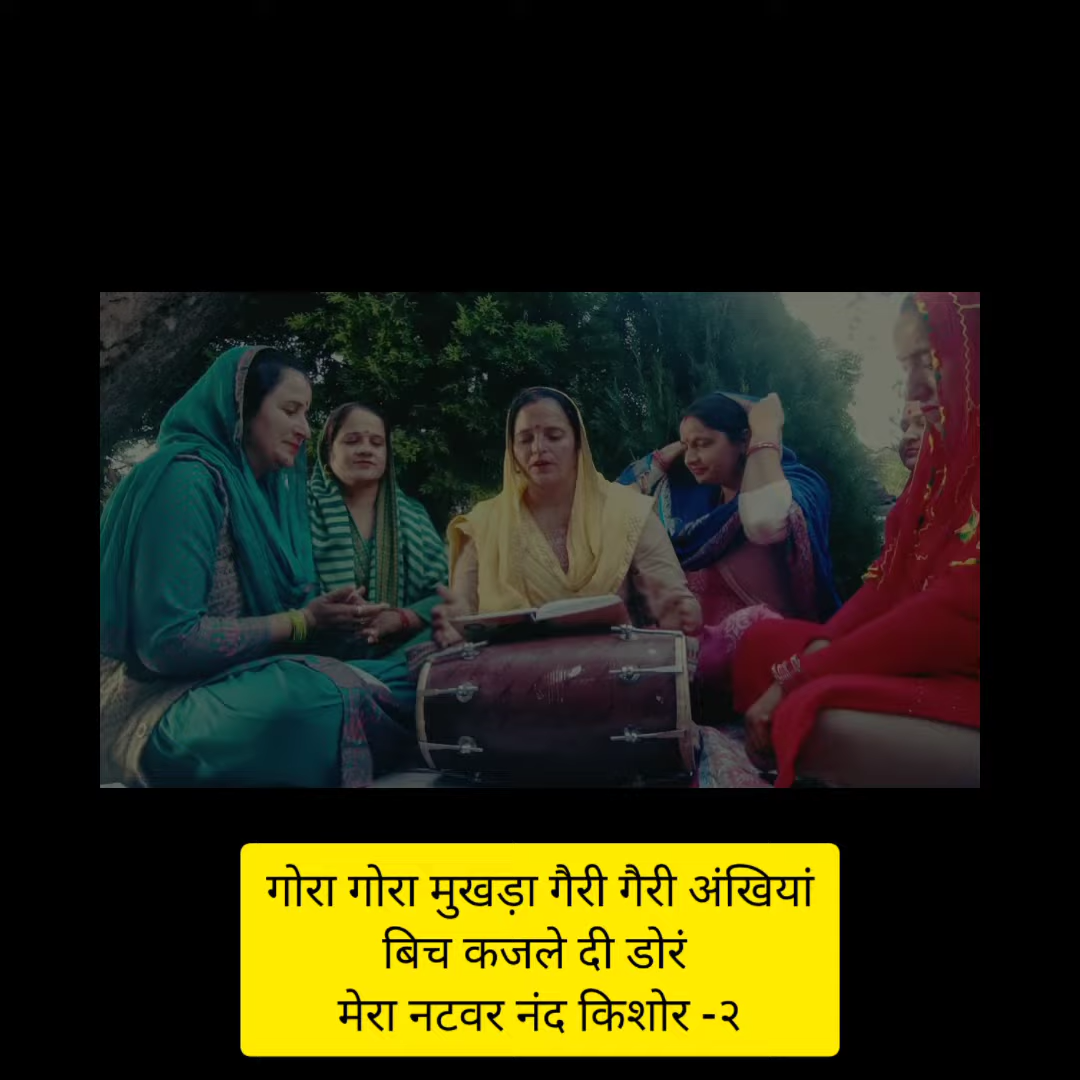 गोरा गोरा मुखड़ा गैरी गैरी अंखियां
बिच कजले दी डोरं
मेरा नटवर नंद किशोर -२